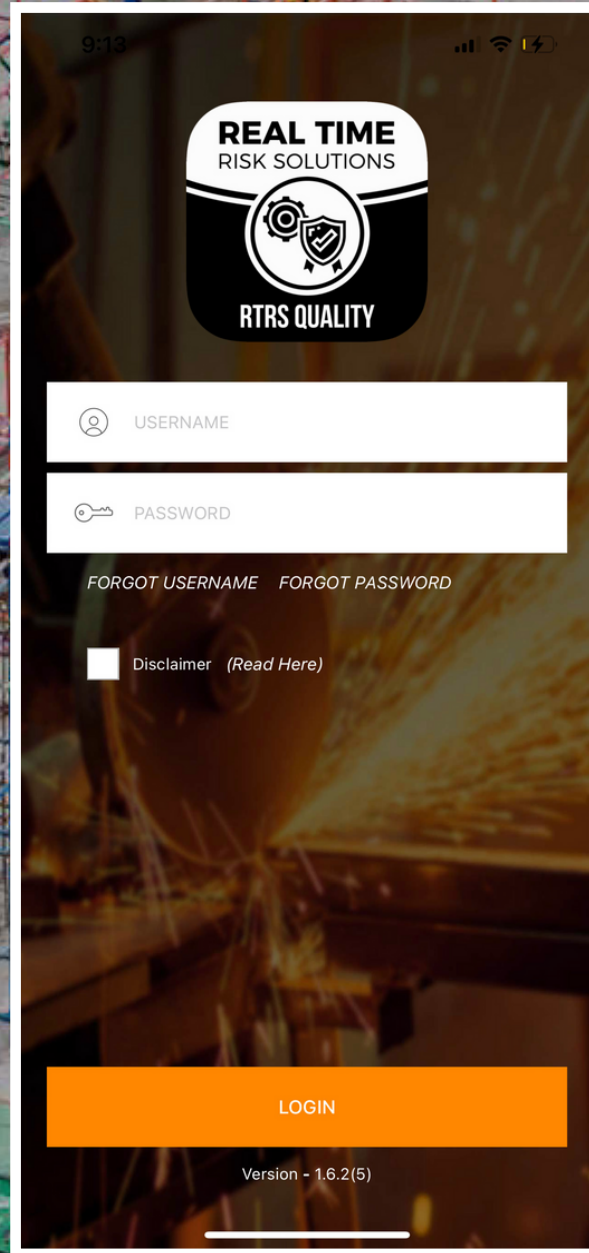 9:13
REAL TIME
RISK SOLUTIONS
RTRS QUALITY
USERNAME
PASSWORD
FORGOT USERNAME FORGOT PASSWORD
Disclaimer (Read Here)
LOGIN
Version - 1.6.2(5)